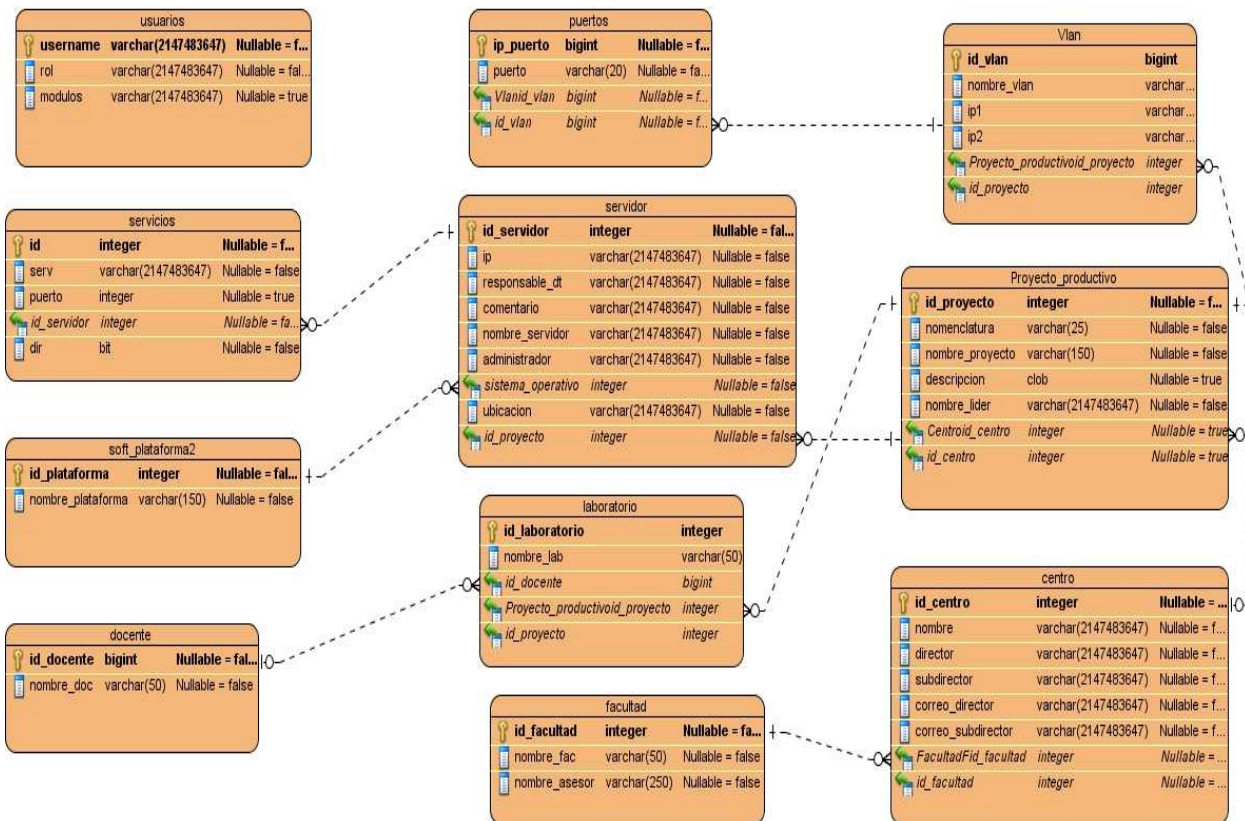 usuarios
username varchar(2147483647) Nullable = f...
rol varchar(2147483647) Nullable = fal...
modulos varchar(2147483647) Nullable = true
puertos
ip_puerto bigint Nullable = f...
puerto varchar(20) Nullable = fa...
Vlanid_vlan bigint Nullable = f...
id_vlan bigint Nullable = f...
Vlan
id_vlan bigint
nombre_vlan varchar...
ip1 varchar...
ip2 varchar...
Proyecto_productivoid_proyecto integer
id_proyecto integer
servicios
id integer Nullable = f...
serv varchar(2147483647) Nullable = false
puerto integer Nullable = true
id_servidor integer Nullable = fa...
dir bit Nullable = false
servidor
id_servidor integer Nullable = fal...
ip varchar(2147483647) Nullable = false
responsable_dt varchar(2147483647) Nullable = false
comentario varchar(2147483647) Nullable = false
nombre_servidor varchar(2147483647) Nullable = false
administrador varchar(2147483647) Nullable = false
sistema_operativo integer Nullable = false
ubicacion varchar(2147483647) Nullable = false
id_proyecto integer Nullable = false
Proyecto_productivo
id_proyecto integer Nullable = f...
nomenclatura varchar(25) Nullable = false
nombre_proyecto varchar(150) Nullable = false
descripcion clob Nullable = true
nombre_lider varchar(2147483647) Nullable = false
Centroid_centro integer Nullable = true
id_centro integer Nullable = true
soft_plataforma2
id_plataforma integer Nullable = fal...
nombre_plataforma varchar(150) Nullable = false
laboratorio
id_laboratorio integer
nombre_lab varchar(50)
id_docente bigint
Proyecto_productivoid_proyecto integer
id_proyecto integer
docente
id_docente bigint Nullable = fal...
nombre_doc varchar(50) Nullable = false
facultad
id_facultad integer Nullable = fa...
nombre_fac varchar(50) Nullable = false
nombre_asesor varchar(250) Nullable = false
centro
id_centro integer Nullable = ...
nombre varchar(2147483647) Nullable = f...
director varchar(2147483647) Nullable = f...
subdirector varchar(2147483647) Nullable = f...
correo_director varchar(2147483647) Nullable = f...
correo_subdirector varchar(2147483647) Nullable = f...
FacultadFid_facultad integer Nullable = ...
id_facultad integer Nullable = ...